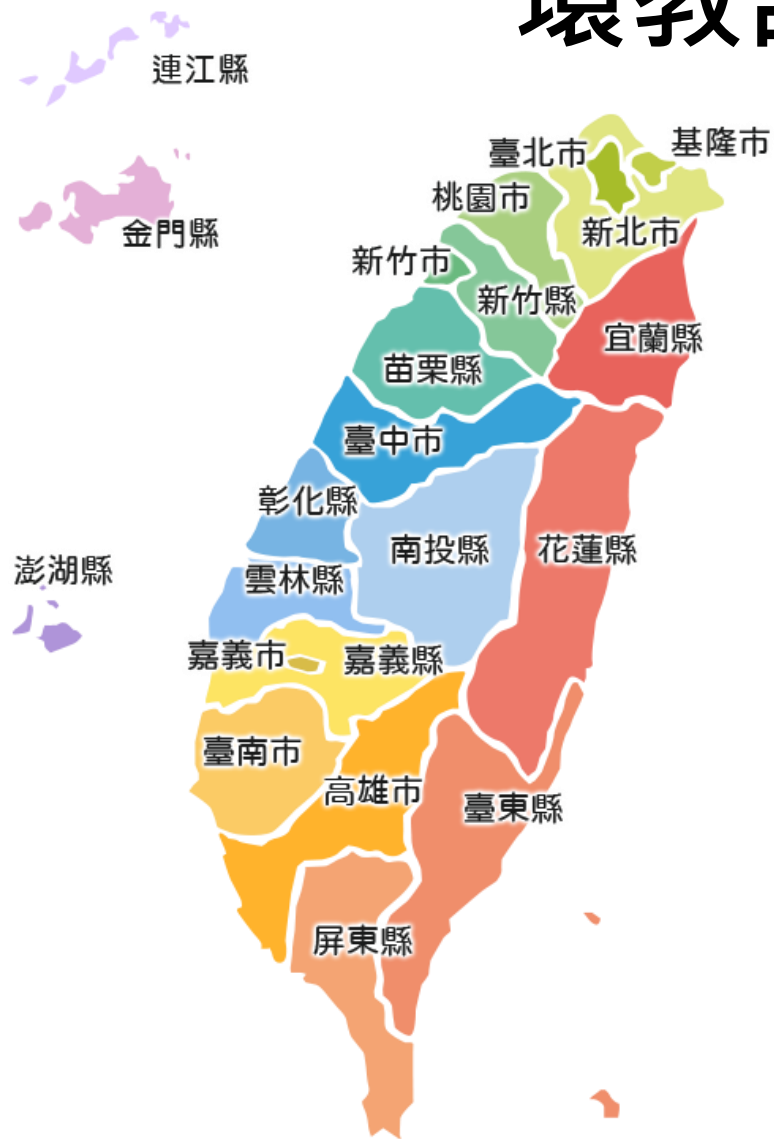 環教
連江縣
基隆市
臺北市
桃園市
金門縣
新北市
新竹市
新竹縣
宜蘭縣
苗栗縣
臺中市
彰化縣
南投縣
花蓮縣
澎湖縣
雲林縣
嘉義市
嘉義縣
臺南市
高雄市
臺東縣
屏東縣